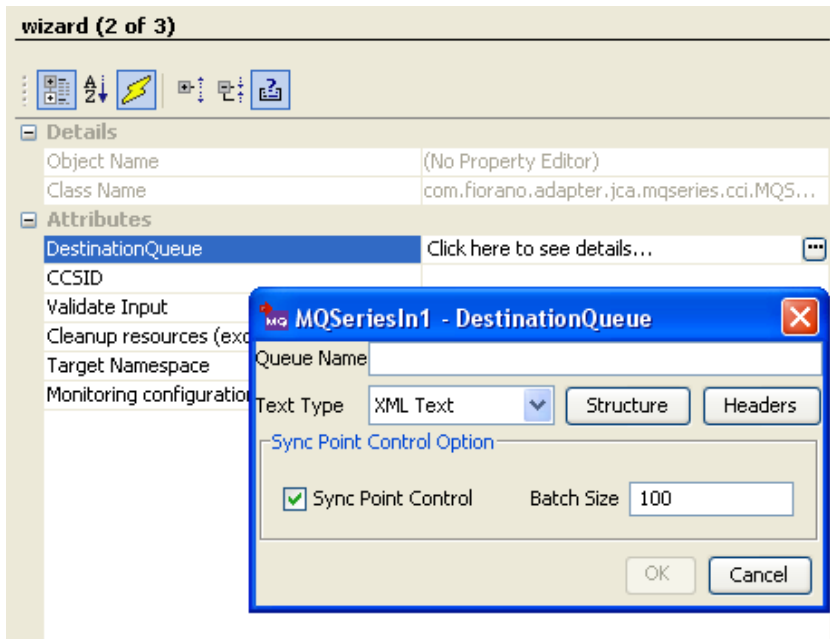 wizard (2 of 3)
Details
Object Name (No Property Editor)
Class Name com.fiorano.adapter.jca.mqseries.cci.MQS...
Attributes
DestinationQueue Click here to see details...
CCSID
Validate Input
Cleanup resources (exc
Target Namespace
Monitoring configuration
MQ MQSeriesIn1 - DestinationQueue
Queue Name
Text Type XML Text Structure Headers
Sync Point Control Option
Sync Point Control Batch Size 100
OK Cancel